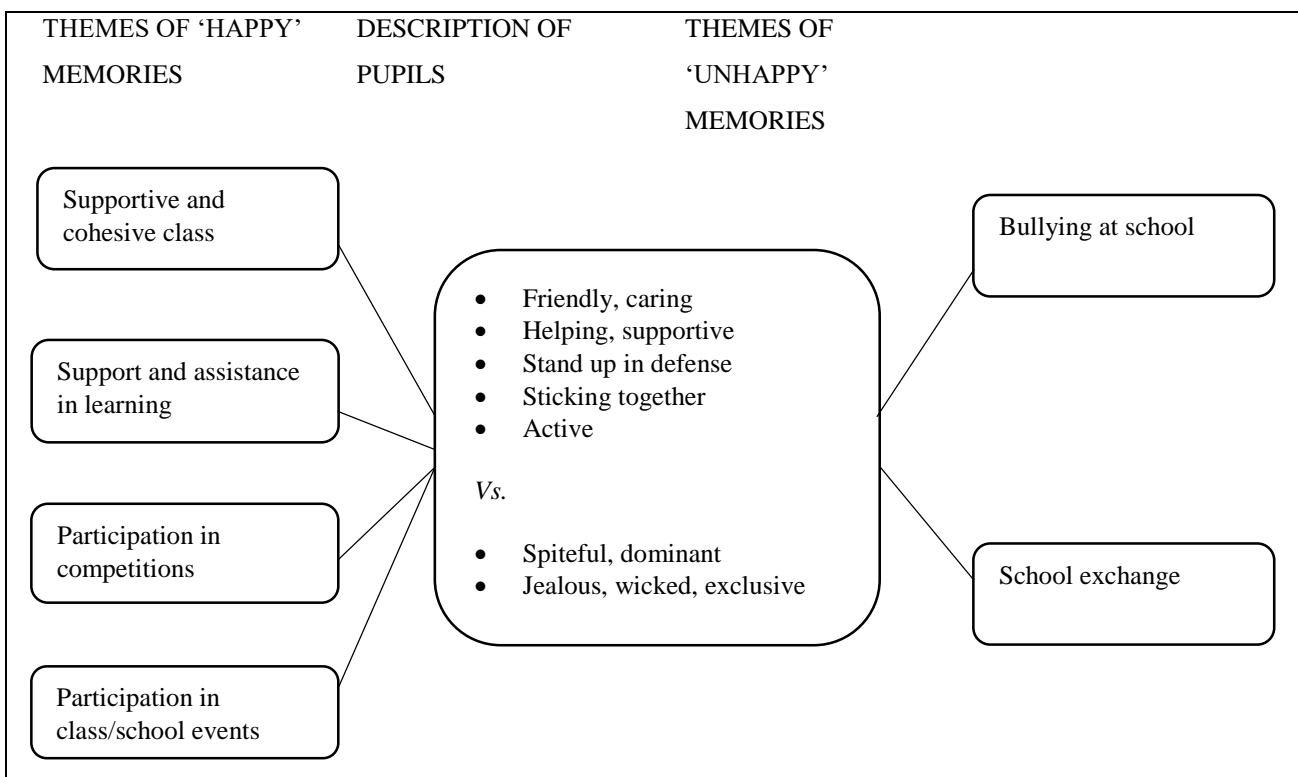 THEMES OF ‘HAPPY’
MEMORIES
DESCRIPTION OF
PUPILS
THEMES OF
‘UNHAPPY’
MEMORIES
Supportive and
cohesive class
Support and assistance
in learning
Participation in
competitions
Participation in
class/school events
• Friendly, caring
• Helping, supportive
• Stand up in defense
• Sticking together
• Active
Vs.
• Spiteful, dominant
• Jealous, wicked, exclusive
Bullying at school
School exchange